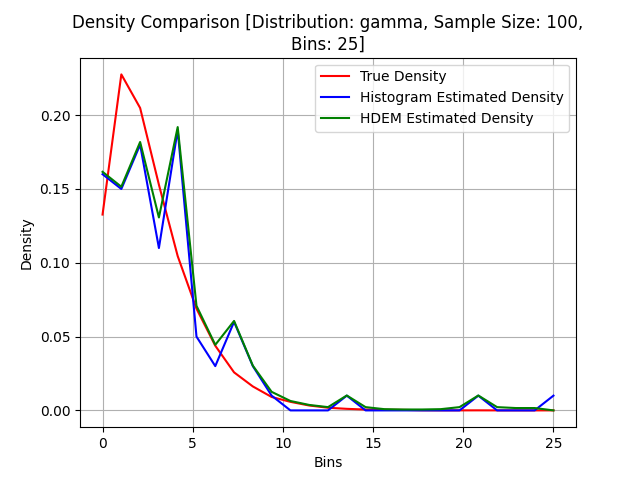 Density Comparison [Distribution: gamma, Sample Size: 100,
Bins: 25]
True Density
Histogram Estimated Density
HDEM Estimated Density
Density
0.20
0.15
0.10
0.05
0.00
0
5
10
15
20
25
Bins